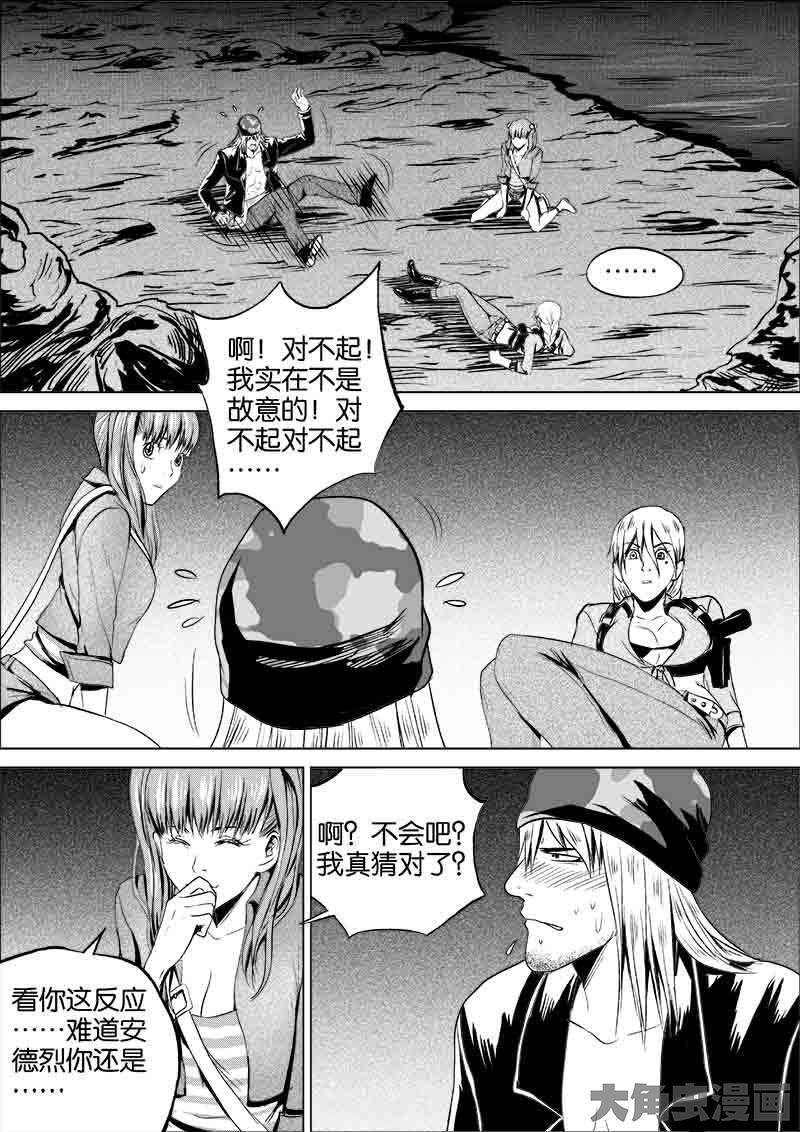 ……
啊！对不起！
我实在不是
故意的！对
不起对不起
……
看你这反应
……难道安
德烈你还是
……
啊？不会吧？
我真猜对了？
大角虫漫画